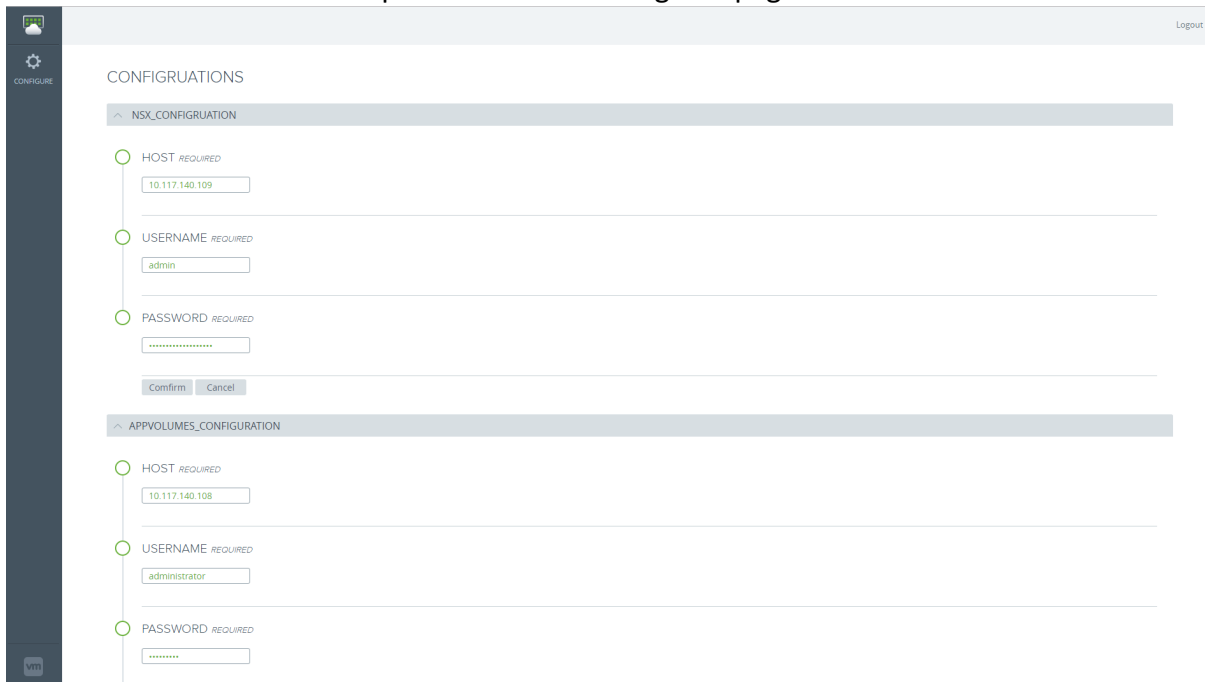 Logout
CONFIGURE
CONFIGRUATIONS
NSX_CONFIGRUATION
HOST REQUIRED
10.117.140.109
USERNAME REQUIRED
admin
PASSWORD REQUIRED
••••••••••••••••••
Comfirm Cancel
APPVOLUMES_CONFIGURATION
HOST REQUIRED
10.117.140.108
USERNAME REQUIRED
administrator
PASSWORD REQUIRED
•••••••••
vm